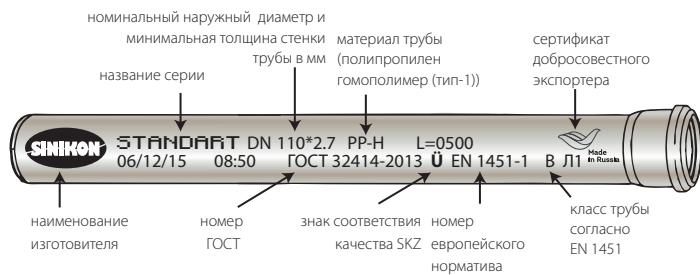 номинальный наружный диаметр и
минимальная толщина стенки
трубы в мм
название серии
материал трубы
(полипропилен
гомополимер (тип-1))
сертификат
добросовестного
экспортера
SINIKON
STANDART DN 110*2.7 PP-H L=0500
06/12/15 08:50 ГОСТ 32414-2013 Ü EN 1451-1 B Л1
Made
in Russia
наименование
изготовителя
номер
ГОСТ
знак соответствия
качества SKZ
номер
европейского
норматива
класс трубы
согласно
EN 1451